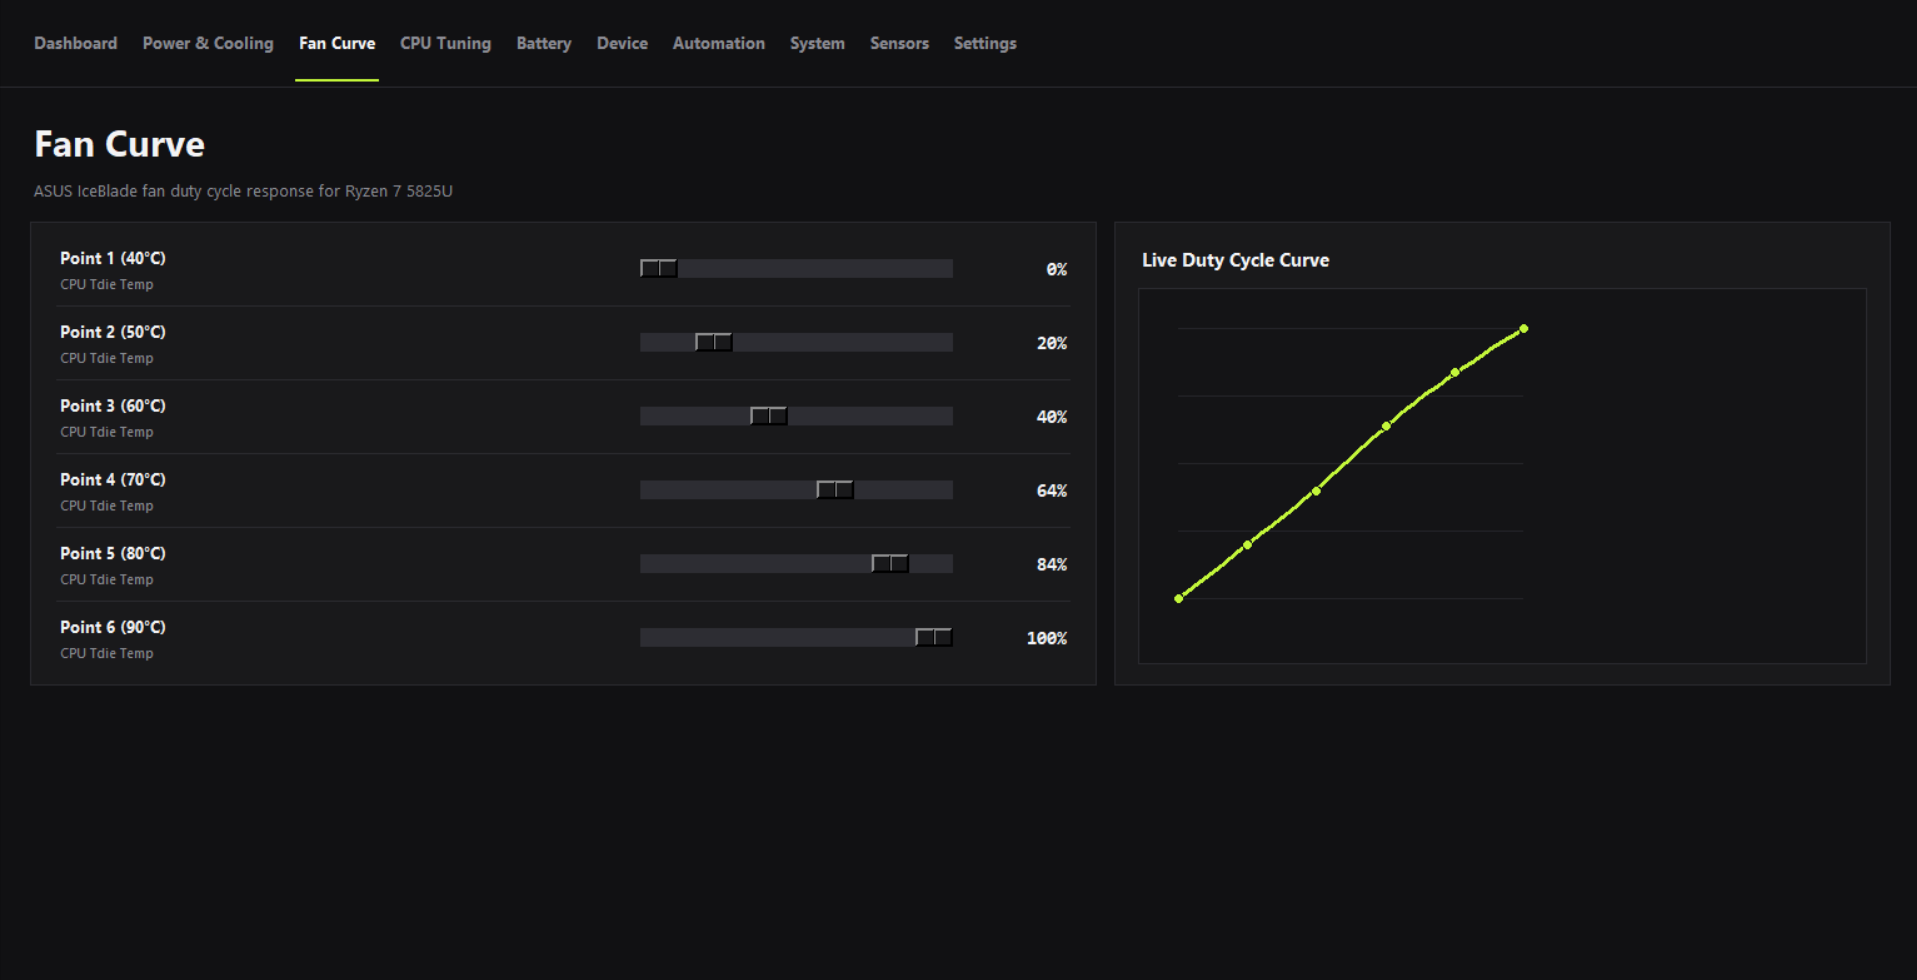 Dashboard Power & Cooling Fan Curve CPU Tuning Battery Device Automation System Sensors Settings
Fan Curve
ASUS IceBlade fan duty cycle response for Ryzen 7 5825U
Point 1 (40°C)
CPU Tdie Temp
0%
Point 2 (50°C)
CPU Tdie Temp
20%
Point 3 (60°C)
CPU Tdie Temp
40%
Point 4 (70°C)
CPU Tdie Temp
64%
Point 5 (80°C)
CPU Tdie Temp
84%
Point 6 (90°C)
CPU Tdie Temp
100%
Live Duty Cycle Curve